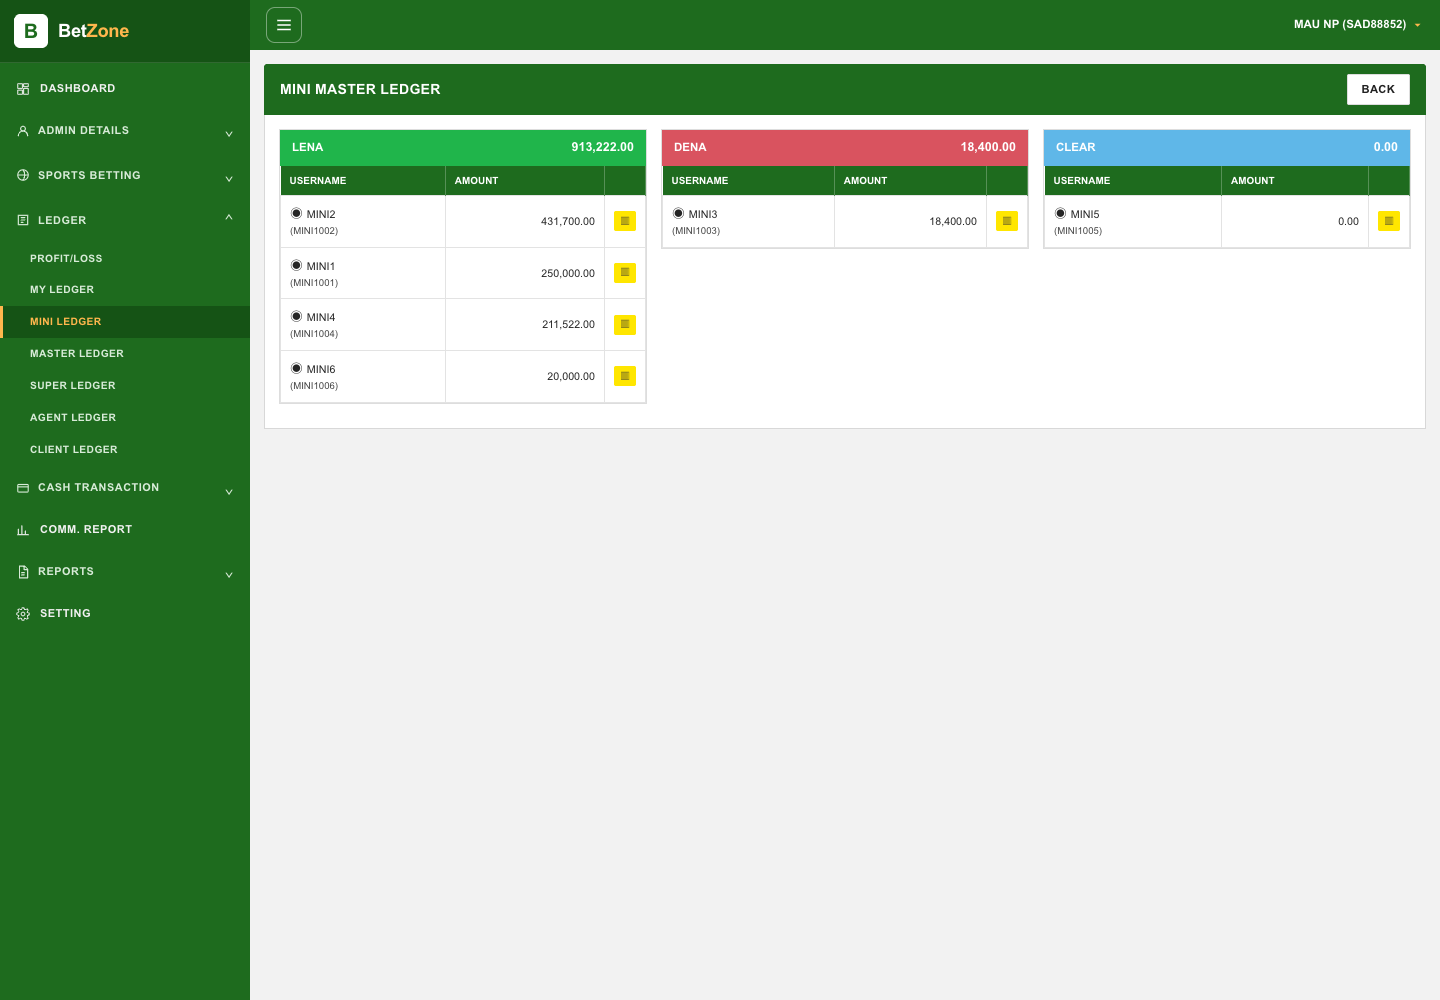 B BetZone
MAU NP (SAD88852)
DASHBOARD
ADMIN DETAILS
SPORTS BETTING
LEDGER
PROFIT/LOSS
MY LEDGER
MINI LEDGER
MASTER LEDGER
SUPER LEDGER
AGENT LEDGER
CLIENT LEDGER
CASH TRANSACTION
COMM. REPORT
REPORTS
SETTING
MINI MASTER LEDGER
BACK
LENA 913,222.00
USERNAME AMOUNT
MINI2 431,700.00
(MINI1002)
MINI1 250,000.00
(MINI1001)
MINI4 211,522.00
(MINI1004)
MINI6 20,000.00
(MINI1006)
DENA 18,400.00
USERNAME AMOUNT
MINI3 18,400.00
(MINI1003)
CLEAR 0.00
USERNAME AMOUNT
MINI5 0.00
(MINI1005)